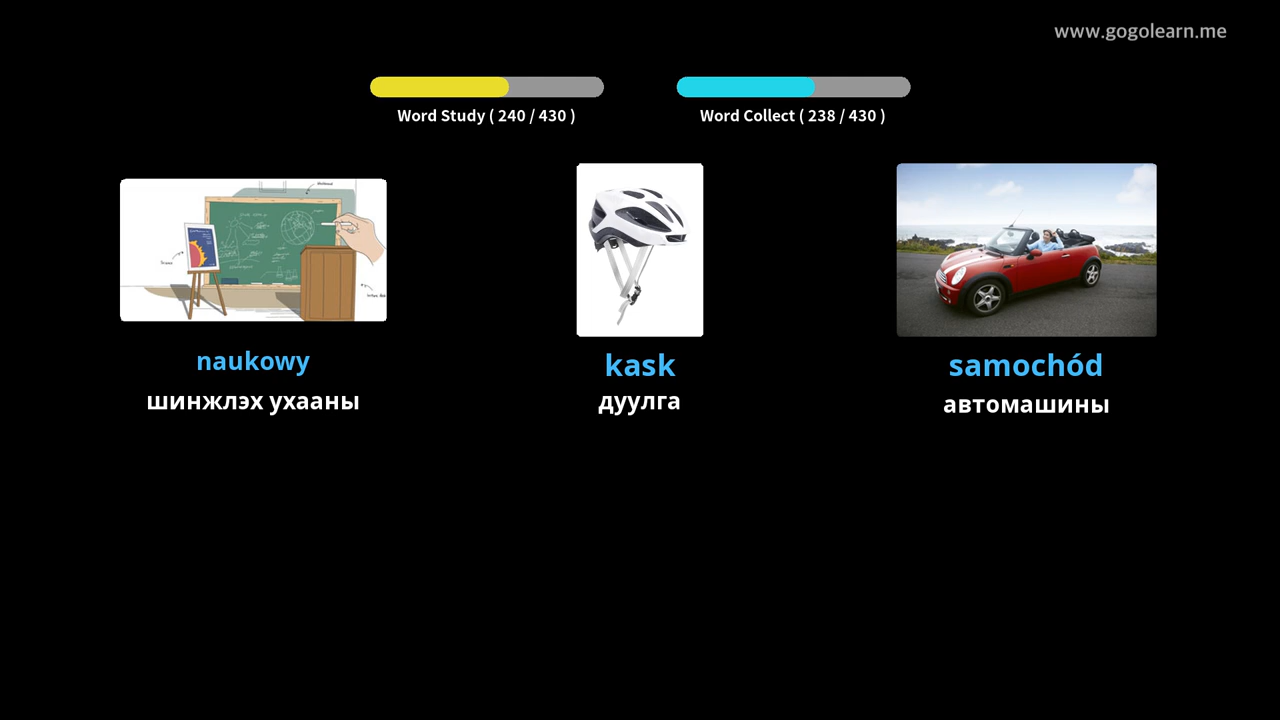 www.gogolearn.me
Word Study ( 240 / 430 )
Word Collect ( 238 / 430 )
naukowy
kask
samochód
шинжлэх ухааны
дуулга
автомашины